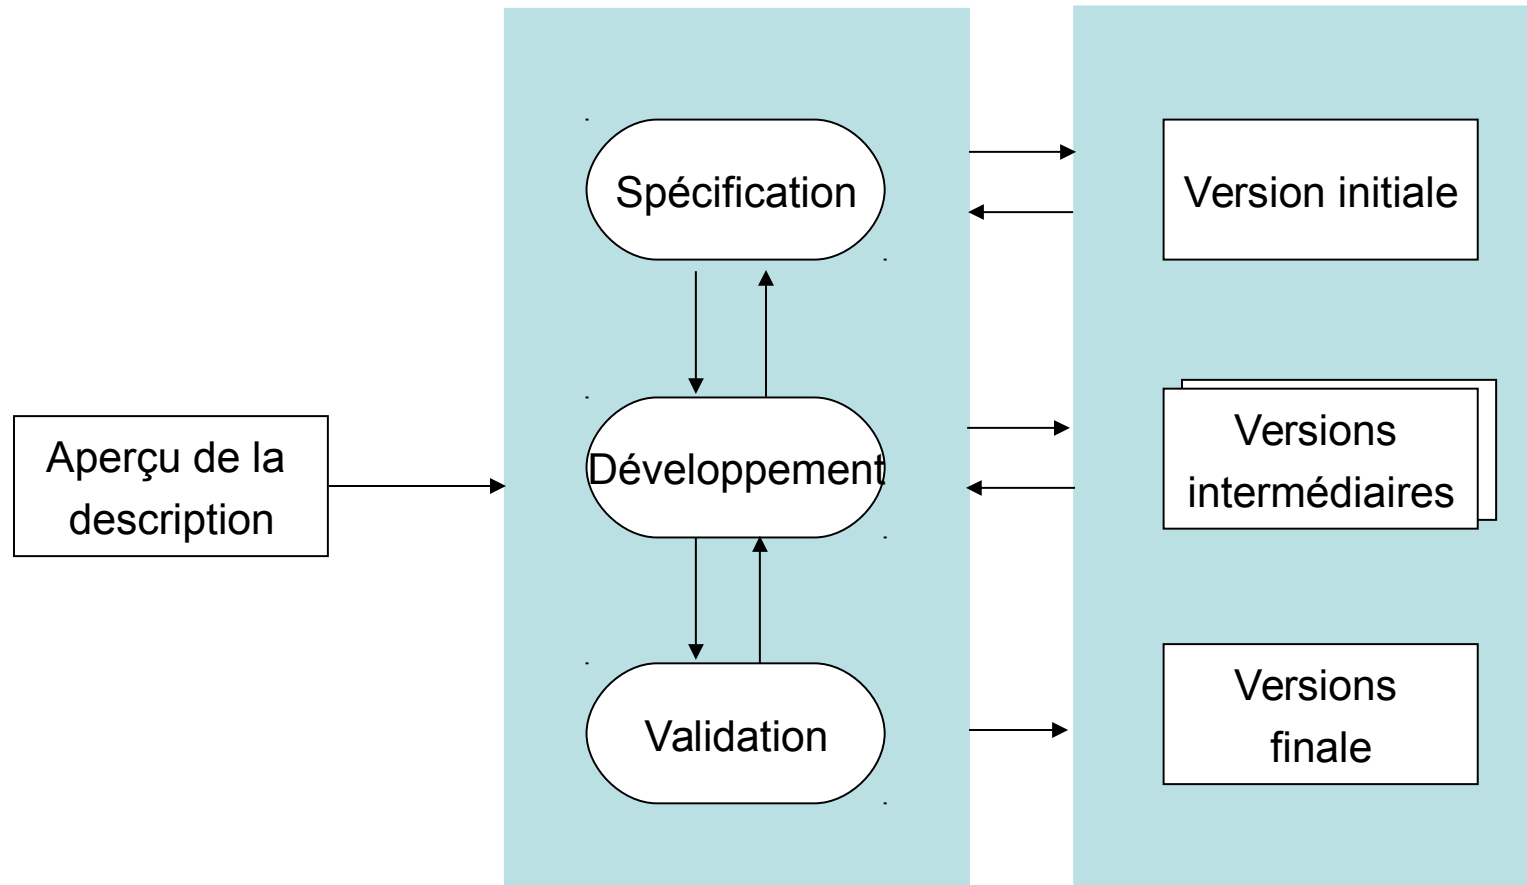 Spécification
Version initiale
Aperçu de la
description
Développement
Versions
intermédiaires
Validation
Versions
finale